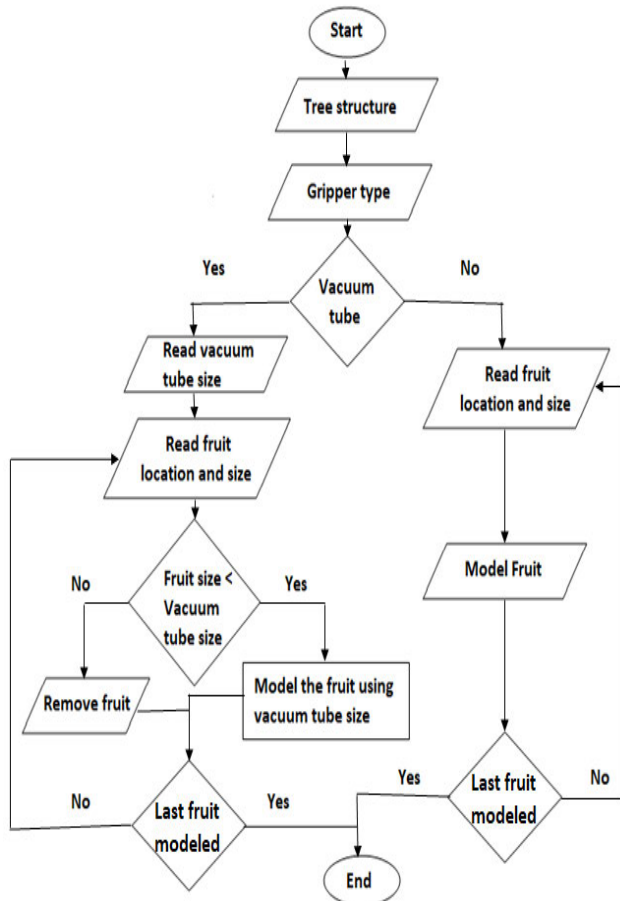 Start
Tree structure
Gripper type
Yes
No
Vacuum
tube
Read vacuum
tube size
Read fruit
location and size
Read fruit
location and size
No
Fruit size <
Vacuum
tube size
Yes
Model Fruit
Remove fruit
Model the fruit using
vacuum tube size
No
Last fruit
modeled
Yes
Yes
Last fruit
modeled
No
End